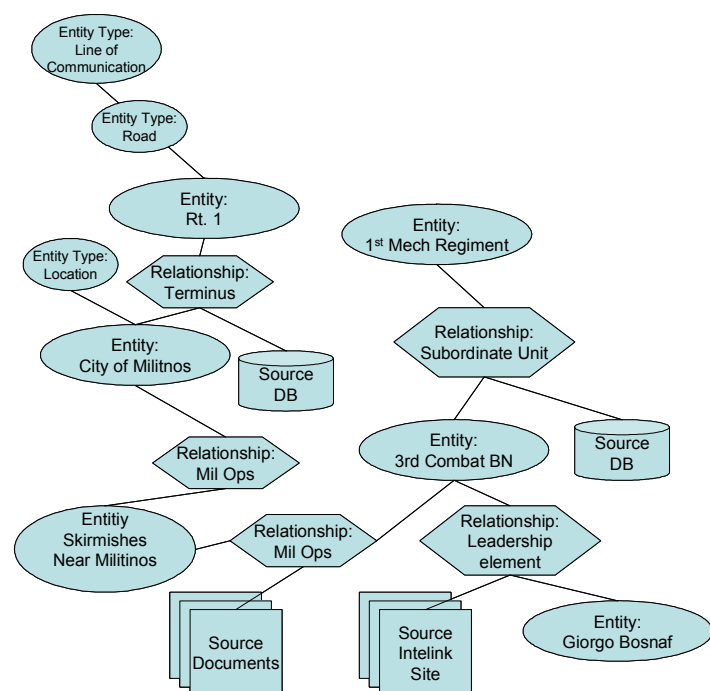 Entity Type:
Line of
Communication
Entity Type:
Road
Entity:
Rt. 1
Entity:
1st Mech Regiment
Entity Type:
Location
Relationship:
Terminus
Entity:
City of Militnos
Source
DB
Relationship:
Subordinate Unit
Relationship:
Mil Ops
Entity:
3rd Combat BN
Source
DB
Entitiy
Skirmishes
Near Militinos
Relationship:
Mil Ops
Relationship:
Leadership
element
Source
Documents
Source
Intelink
Site
Entity:
Giorgo Bosnaf